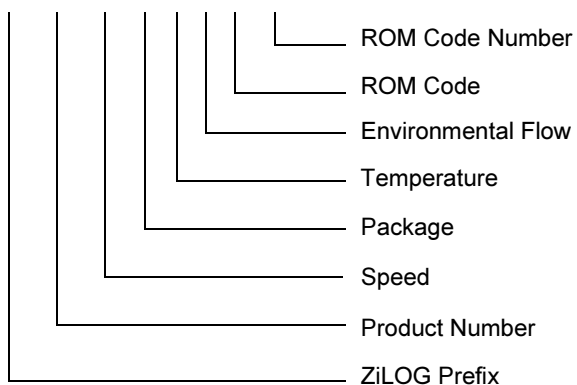 ROM Code Number
ROM Code
Environmental Flow
Temperature
Package
Speed
Product Number
ZiLOG Prefix